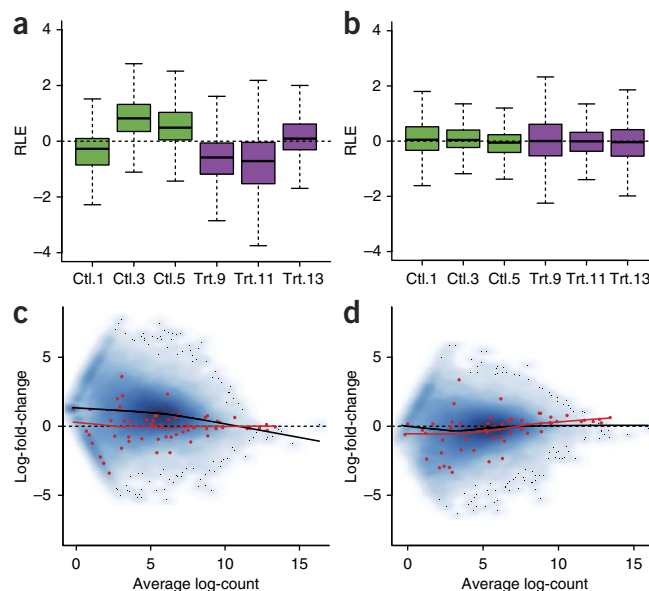 a
b
4
2
0
−2
−4
RLE
Ctl.1 Ctl.3 Ctl.5 Trt.9 Trt.11 Trt.13
4
2
0
−2
−4
RLE
Ctl.1 Ctl.3 Ctl.5 Trt.9 Trt.11 Trt.13
c
d
5
0
−5
Log-fold-change
0 5 10 15
Average log-count
5
0
−5
Log-fold-change
0 5 10 15
Average log-count